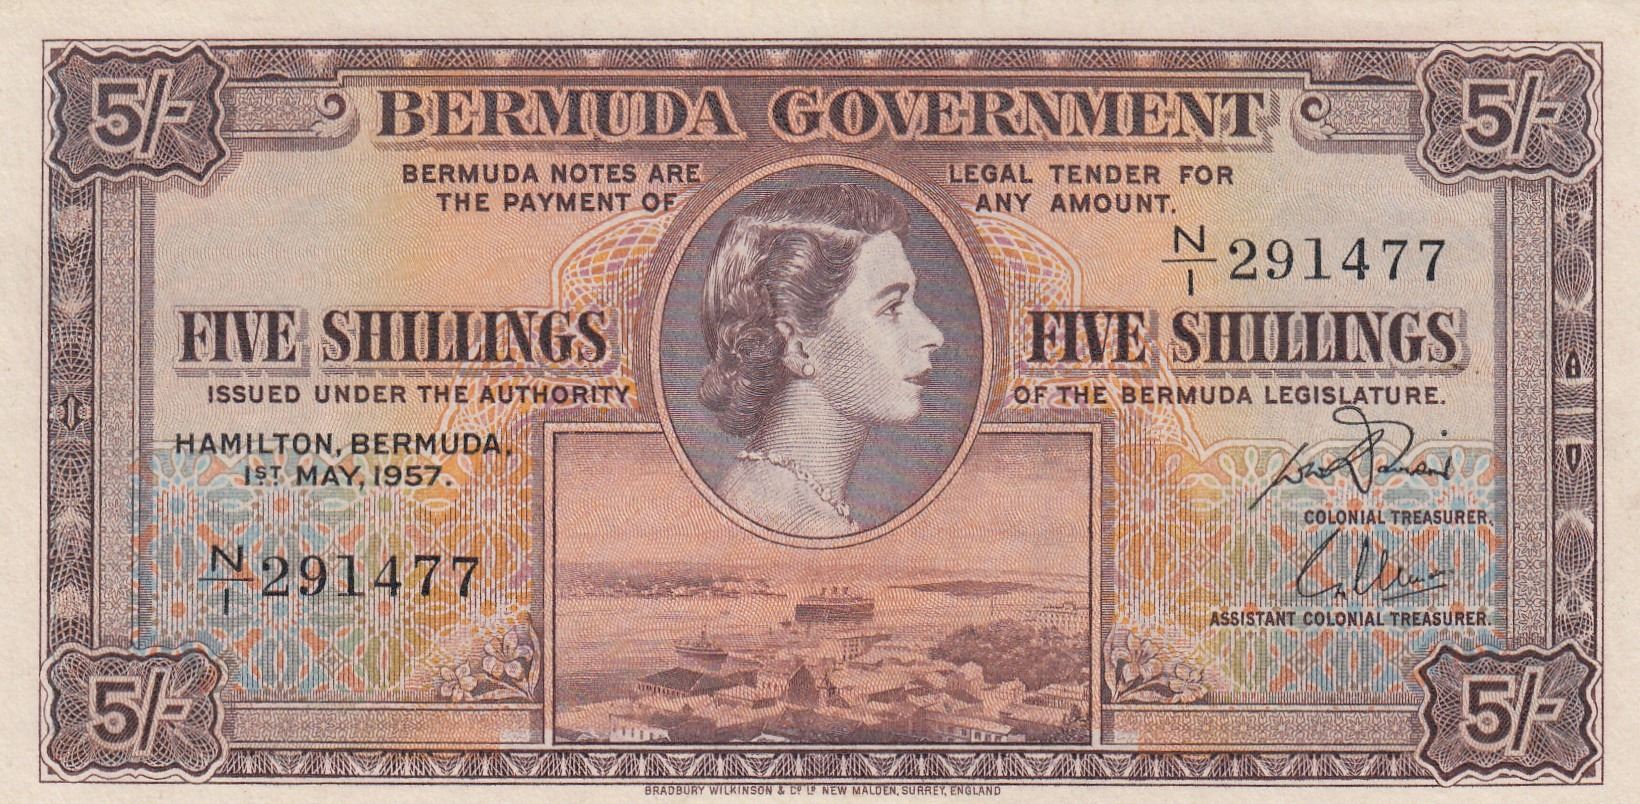 5/- 5/-
BERMUDA GOVERNMENT
BERMUDA NOTES ARE LEGAL TENDER FOR
THE PAYMENT OF ANY AMOUNT.
N/1 291477
FIVE SHILLINGS FIVE SHILLINGS
ISSUED UNDER THE AUTHORITY OF THE BERMUDA LEGISLATURE.
HAMILTON, BERMUDA,
1ST MAY, 1957.
COLONIAL TREASURER.
N/1 291477
ASSISTANT COLONIAL TREASURER.
5/- 5/-
BRADBURY WILKINSON & Cº Lº NEW MALDEN, SURREY, ENGLAND